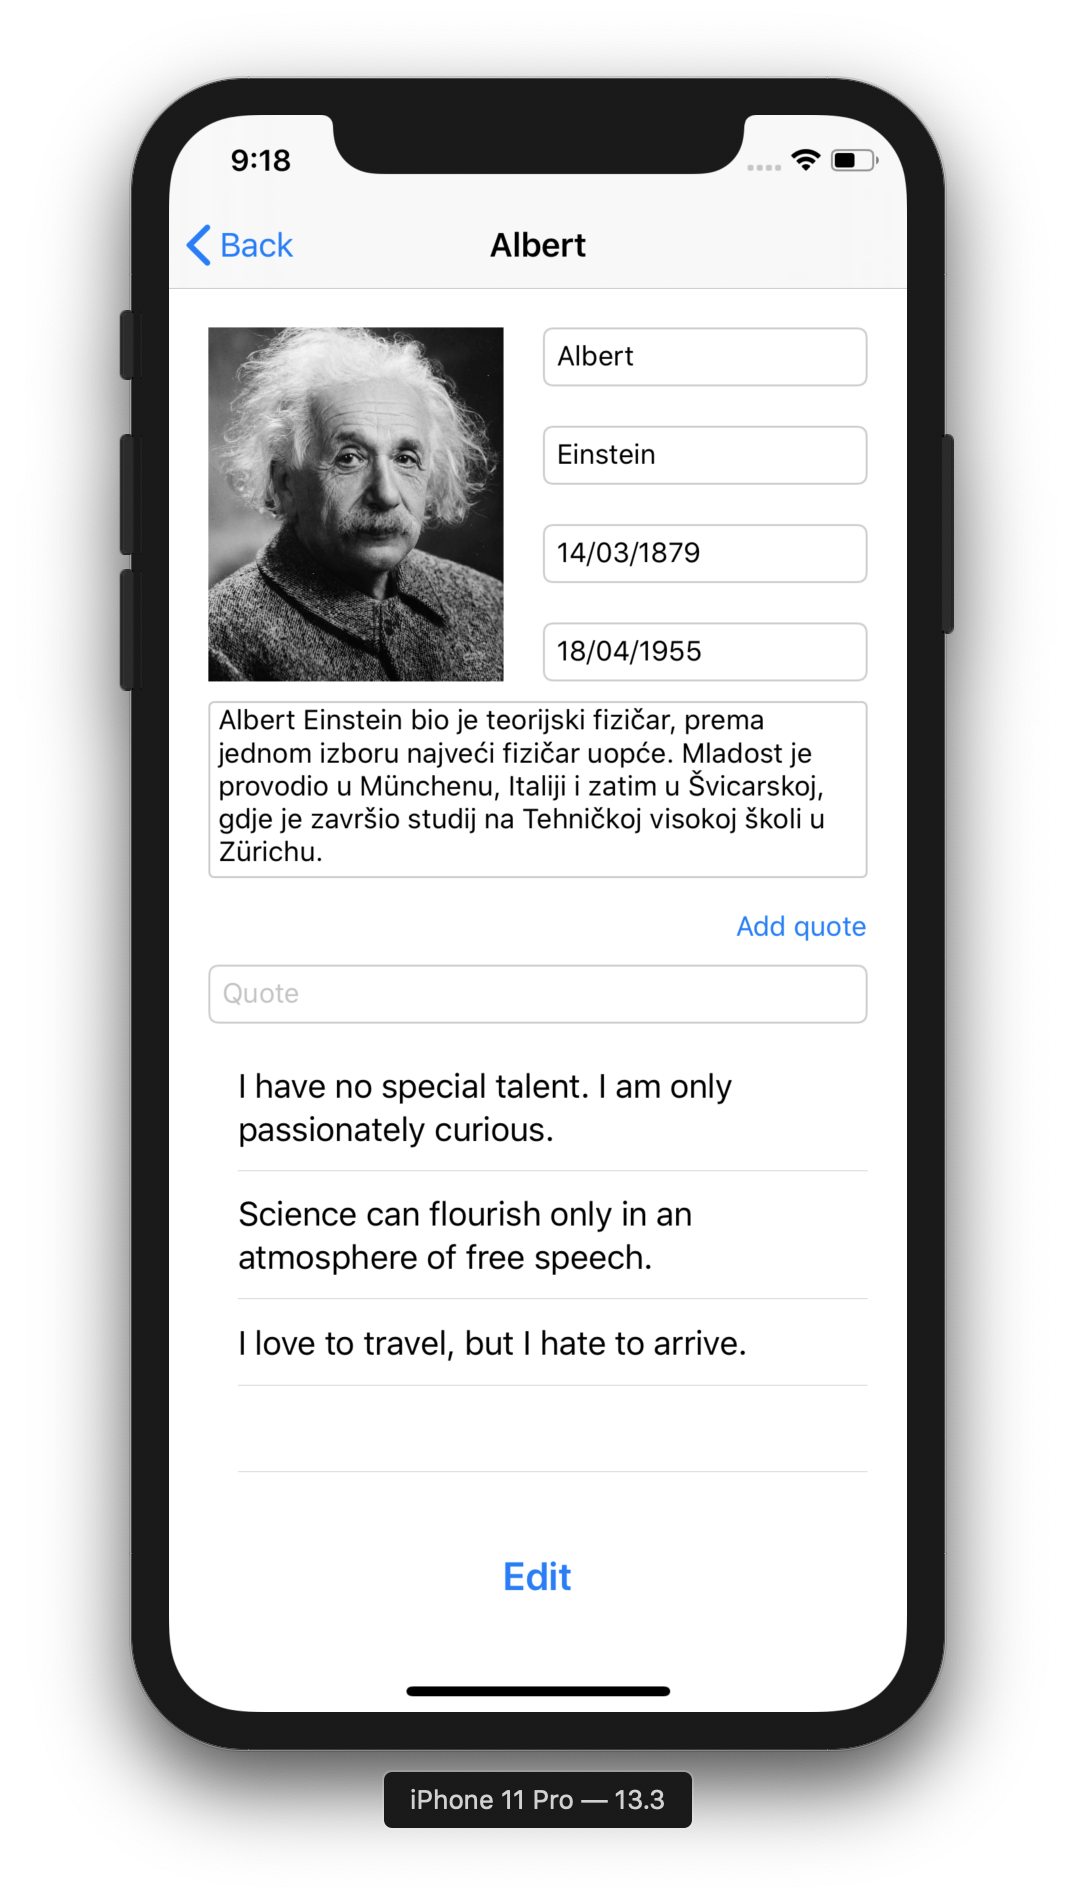 9:18
Back
Albert
Albert
Einstein
14/03/1879
18/04/1955
Albert Einstein bio je teorijski fizičar, prema
jednom izboru najveći fizičar uopće. Mladost je
provodio u Münchenu, Italiji i zatim u Švicarskoj,
gdje je završio studij na Tehničkoj visokoj školi u
Zürichu.
Add quote
Quote
I have no special talent. I am only
passionately curious.
Science can flourish only in an
atmosphere of free speech.
I love to travel, but I hate to arrive.
Edit
iPhone 11 Pro — 13.3